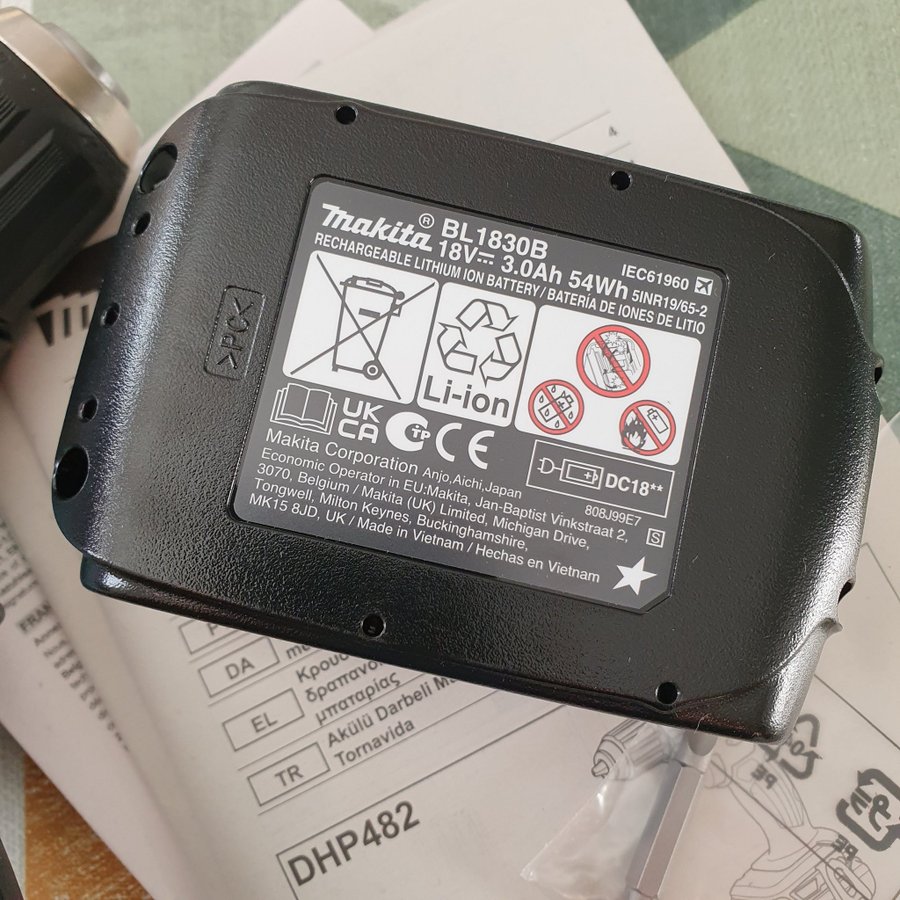 4
makita® BL1830B
18V 3.0Ah 54Wh
IEC61960
5INR19/65-2
RECHARGEABLE LITHIUM ION BATTERY / BATERÍA DE IONES DE LITIO
>PC<
Li-ion
UK
CA
TP
CE
DC18**
808J99E7
S
Makita Corporation Anjo,Aichi,Japan
Economic Operator in EU:Makita, Jan-Baptist Vinkstraat 2,
3070, Belgium / Makita (UK) Limited, Michigan Drive,
Tongwell, Milton Keynes, Buckinghamshire,
MK15 8JD, UK / Made in Vietnam / Hechas en Vietnam
DA
EL
δραπανο
μπαταρίας
TR
Akülü Darbeli
Tornavida
DHP482